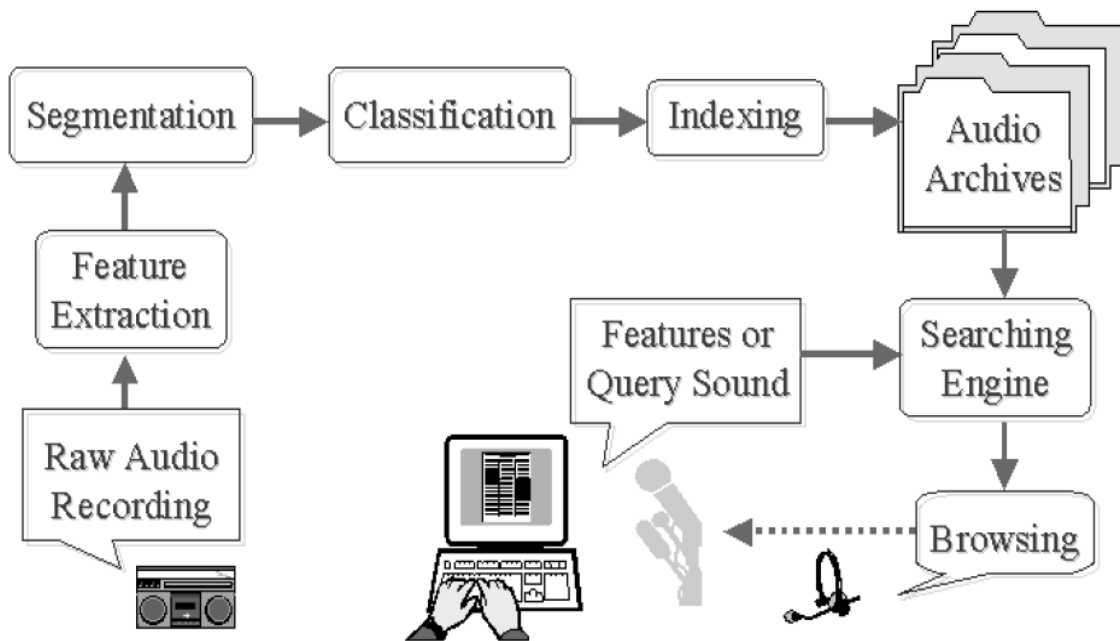 Segmentation
Classification
Indexing
Audio
Archives
Feature
Extraction
Features or
Query Sound
Searching
Engine
Raw Audio
Recording
Browsing